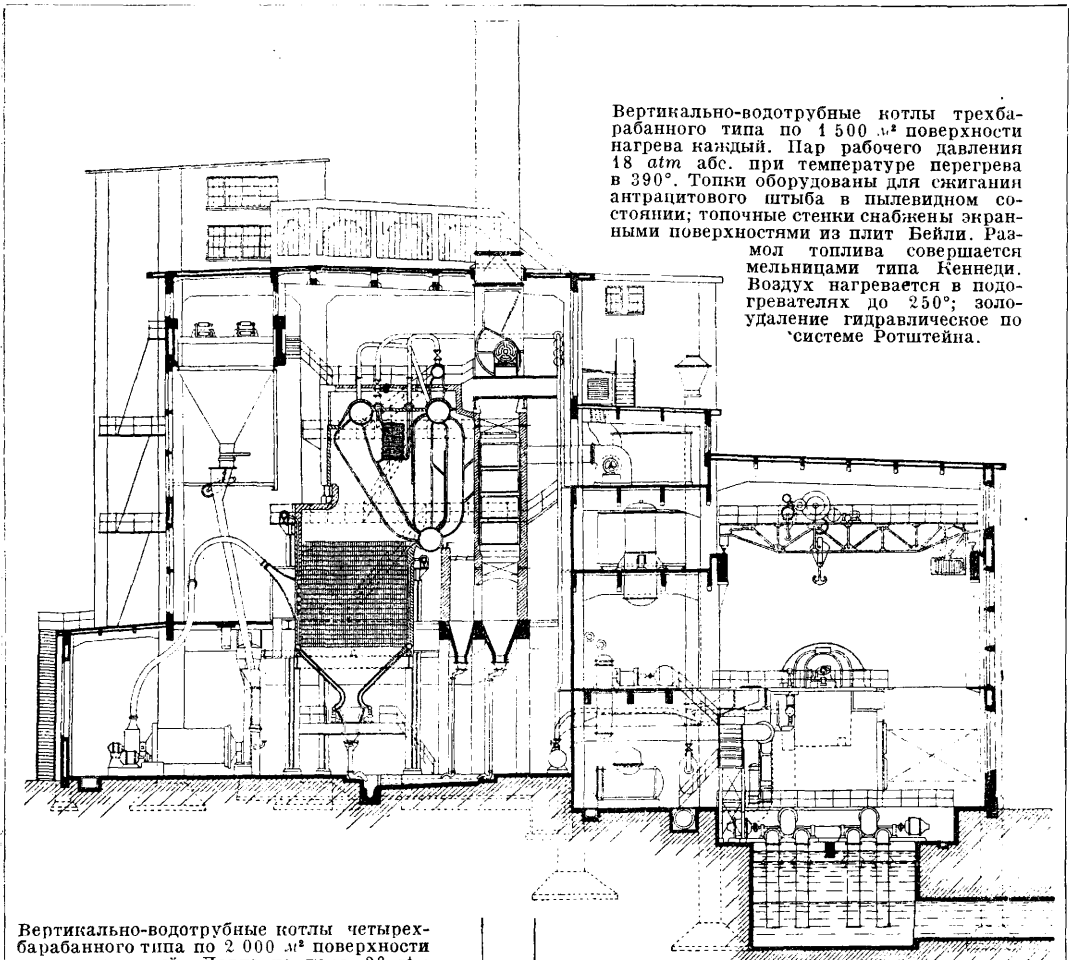 Вертикально-водотрубные котлы трехба-
рабанного типа по 1 500 м² поверхности
нагрева каждый. Пар рабочего давления
18 atm абс. при температуре перегрева
в 390°. Топки оборудованы для сжигания
антрацитового штыба в пылевидном со-
стоянии; топочные стенки снабжены экран-
ными поверхностями из плит Бейли. Раз-
мол топлива совершается
мельницами типа Кеннеди.
Воздух нагревается в подо-
гревателях до 250°; золо-
удаление гидравлическое по
системе Ротштейна.
Вертикально-водотрубные котлы четырех-
барабанного типа по 2 000 м² поверхности